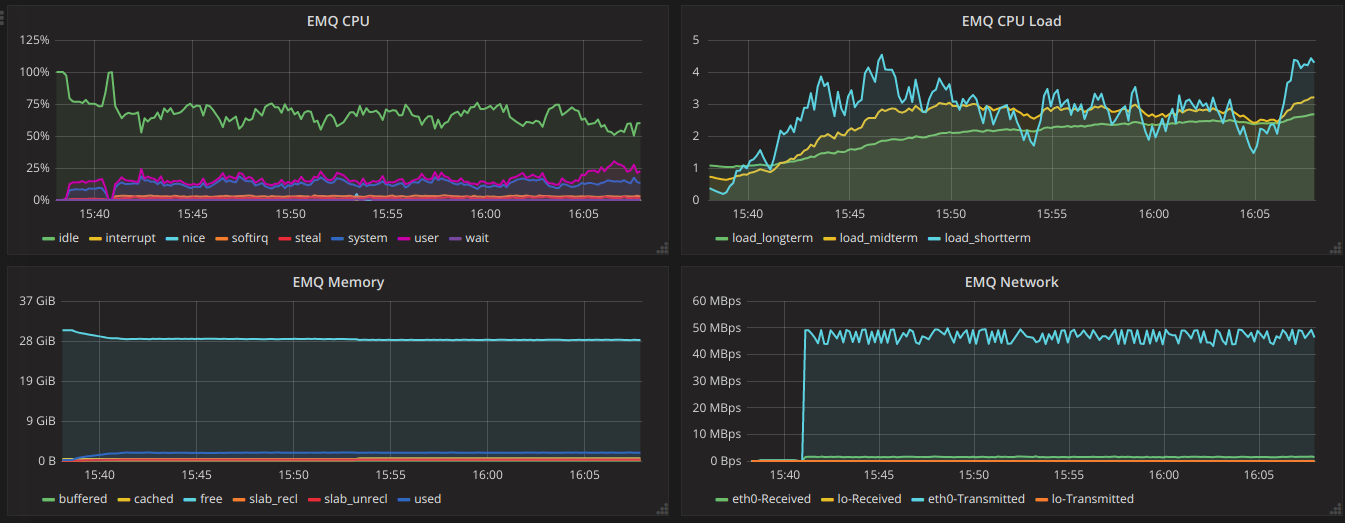 EMQ CPU
125%
100%
75%
50%
25%
0%
15:40 15:45 15:50 15:55 16:00 16:05
idle interrupt nice softirq steal system user wait
EMQ CPU Load
5
4
3
2
1
0
15:40 15:45 15:50 15:55 16:00 16:05
load_longterm load_midterm load_shortterm
EMQ Memory
37 GiB
28 GiB
19 GiB
9 GiB
0 B
15:40 15:45 15:50 15:55 16:00 16:05
buffered cached free slab_recl slab_unrecl used
EMQ Network
60 MBps
50 MBps
40 MBps
30 MBps
20 MBps
10 MBps
0 Bps
15:40 15:45 15:50 15:55 16:00 16:05
eth0-Received lo-Received eth0-Transmitted lo-Transmitted